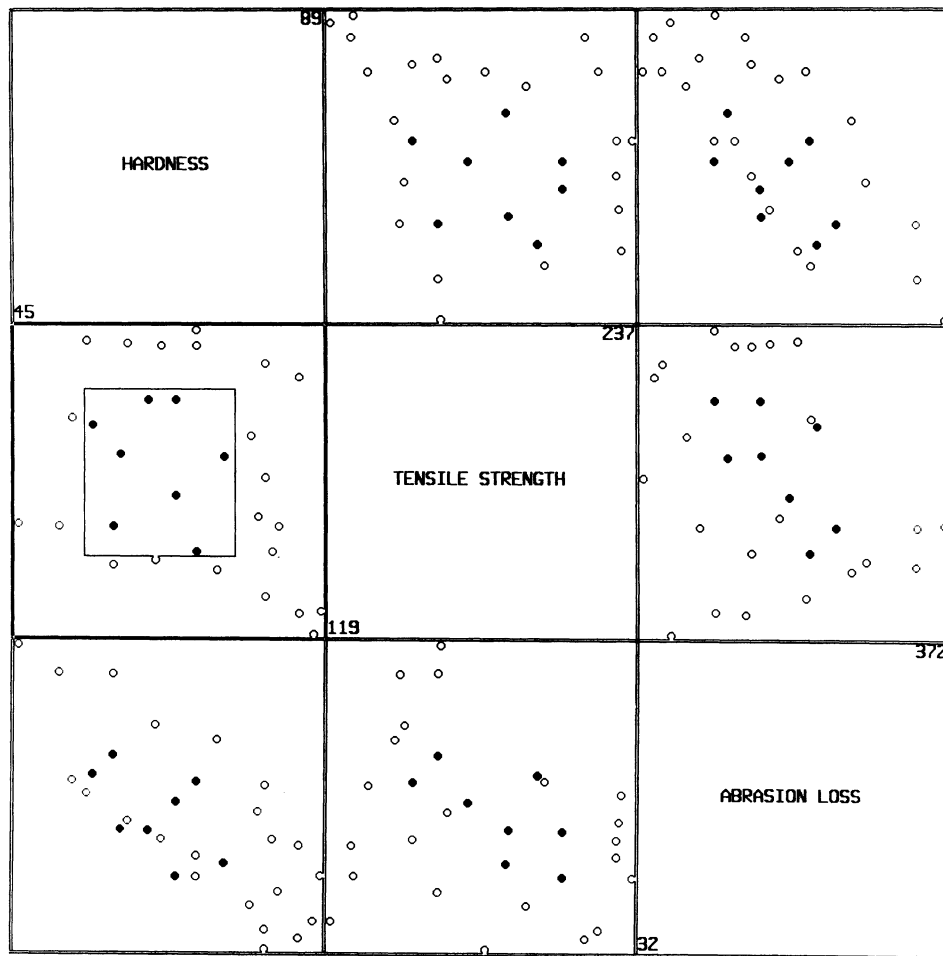 89
HARDNESS
45
237
TENSILE STRENGTH
119
372
ABRASION LOSS
32